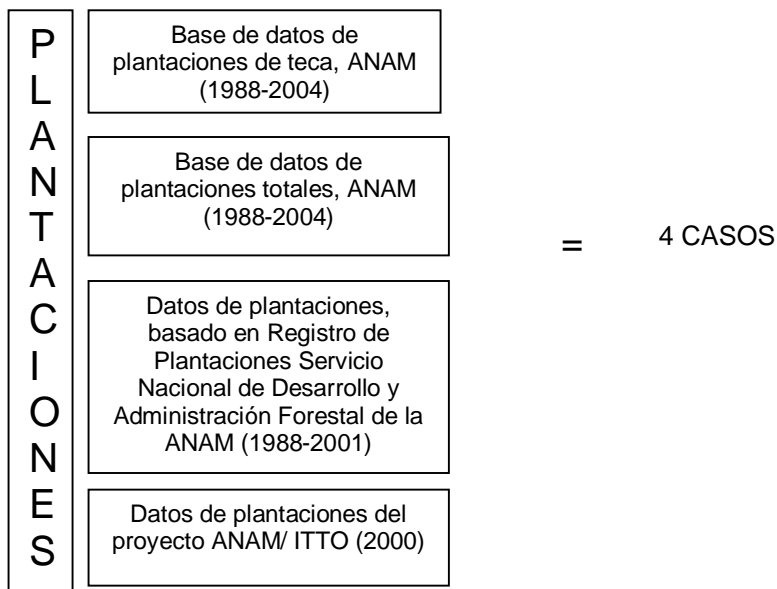 PLANTACIONES
Base de datos de
plantaciones de teca, ANAM
(1988-2004)
Base de datos de
plantaciones totales, ANAM
(1988-2004)
Datos de plantaciones,
basado en Registro de
Plantaciones Servicio
Nacional de Desarrollo y
Administración Forestal de la
ANAM (1988-2001)
Datos de plantaciones del
proyecto ANAM/ ITTO (2000)
= 4 CASOS